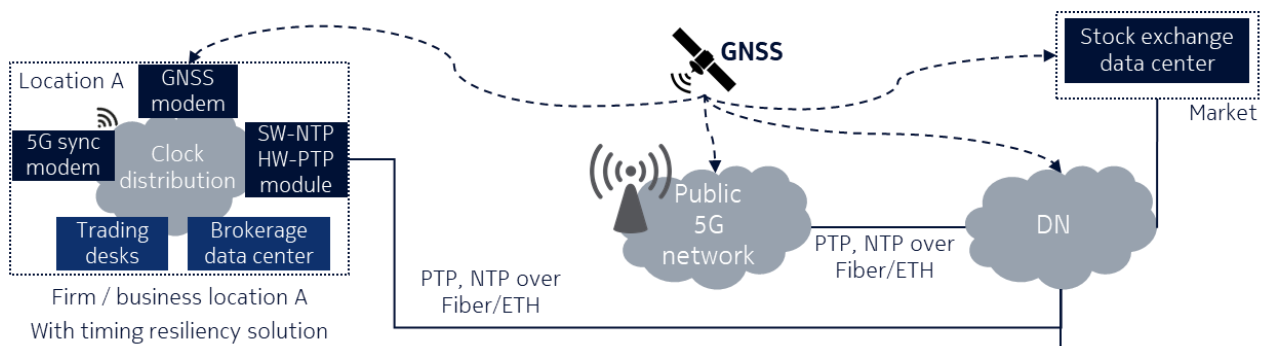 Location A
GNSS
modem
5G sync
modem
Clock
distribution
SW-NTP
HW-PTP
module
Trading
desks
Brokerage
data center
Firm / business location A
With timing resiliency solution
PTP, NTP over
Fiber/ETH
GNSS
Public
5G
network
PTP, NTP over
Fiber/ETH
DN
Stock exchange
data center
Market